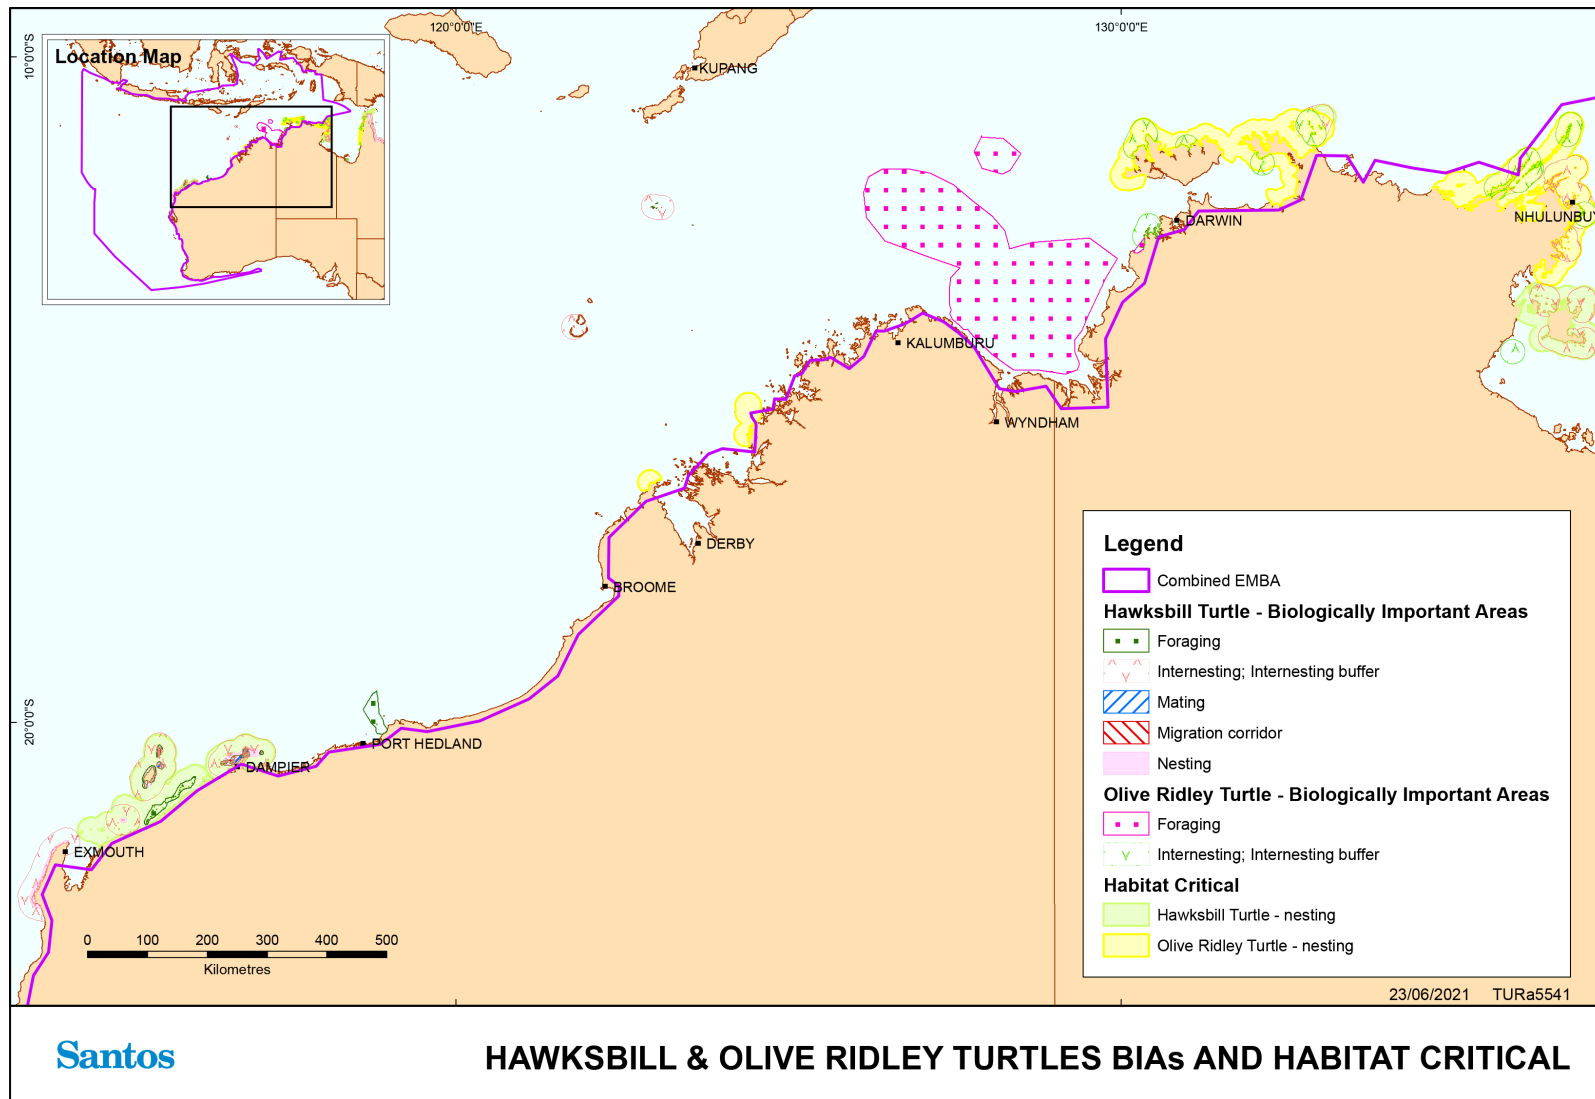 120°0'0"E
130°0'0"E
10°0'0"S
Location Map
KUPANG
DARWIN
NHULUNBUY
KALUMBURU
WYNDHAM
DERBY
BROOME
20°0'0"S
PORT HEDLAND
DAMPIER
EXMOUTH
0 100 200 300 400 500
Kilometres
Legend
Combined EMBA
Hawksbill Turtle - Biologically Important Areas
Foraging
Internesting; Internesting buffer
Mating
Migration corridor
Nesting
Olive Ridley Turtle - Biologically Important Areas
Foraging
Internesting; Internesting buffer
Habitat Critical
Hawksbill Turtle - nesting
Olive Ridley Turtle - nesting
23/06/2021 TURa5541
Santos
HAWKSBILL & OLIVE RIDLEY TURTLES BIAs AND HABITAT CRITICAL